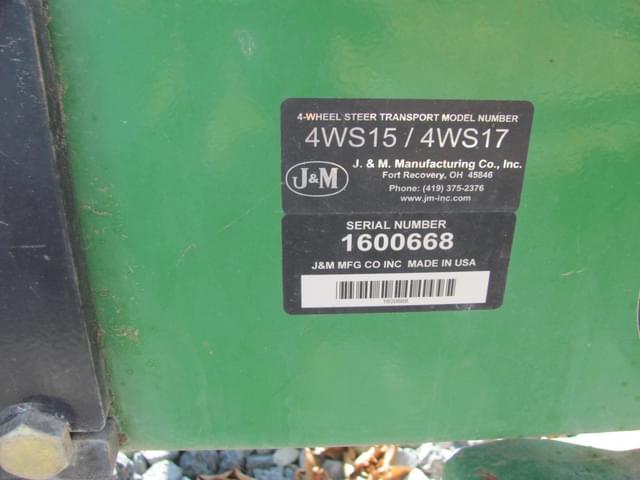 4-WHEEL STEER TRANSPORT MODEL NUMBER
4WS15 / 4WS17
J&M
J. & M. Manufacturing Co., Inc.
Fort Recovery, OH 45846
Phone: (419) 375-2376
www.jm-inc.com
SERIAL NUMBER
1600668
J&M MFG CO INC MADE IN USA
1600668